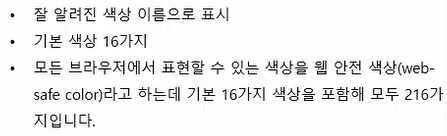 • 잘 알려진 색상 이름으로 표시
• 기본 색상 16가지
• 모든 브라우저에서 표현할 수 있는 색상을 웹 안전 색상(web-
safe color)라고 하는데 기본 16가지 색상을 포함해 모두 216가
지입니다.